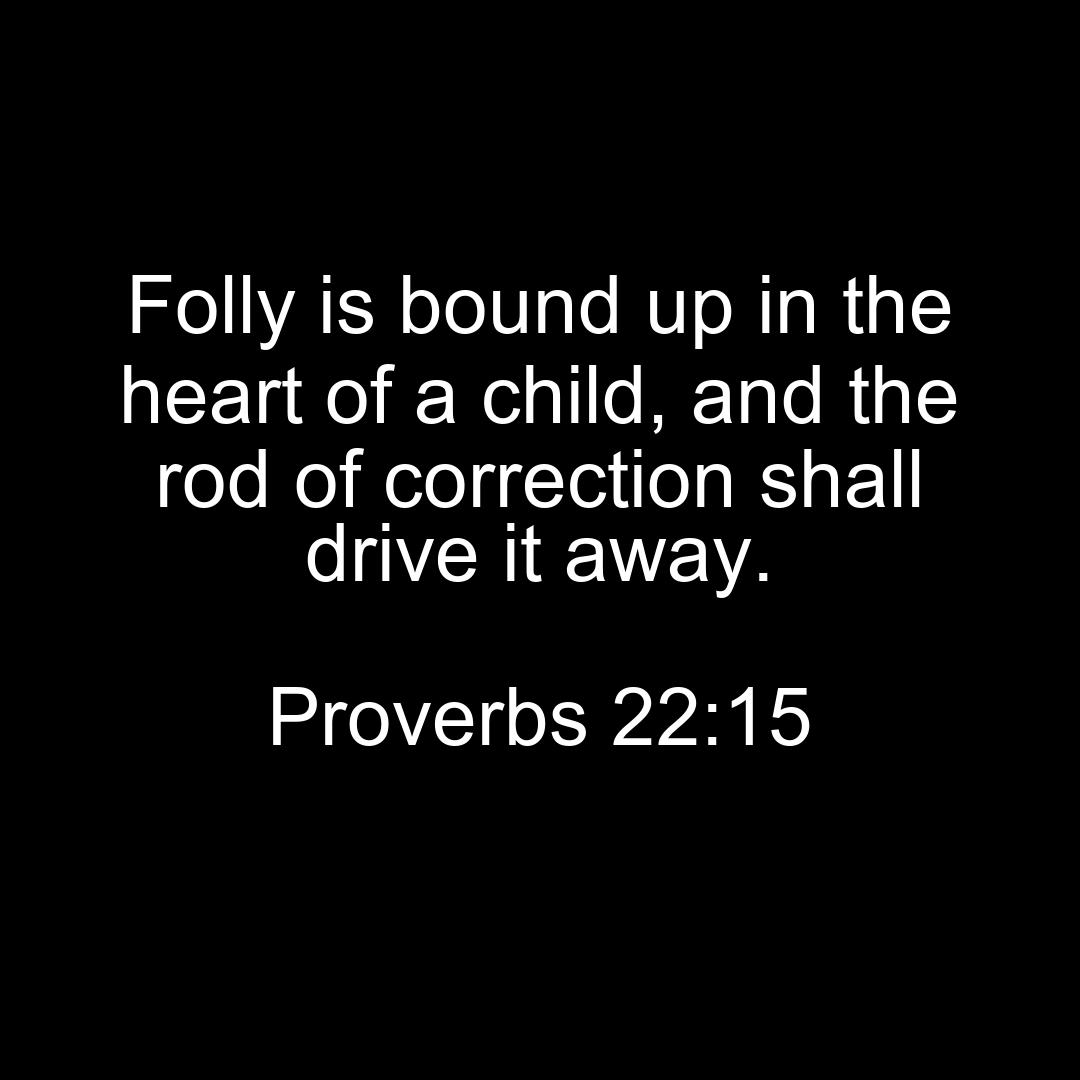 Folly is bound up in the
heart of a child, and the
rod of correction shall
drive it away.
Proverbs 22:15